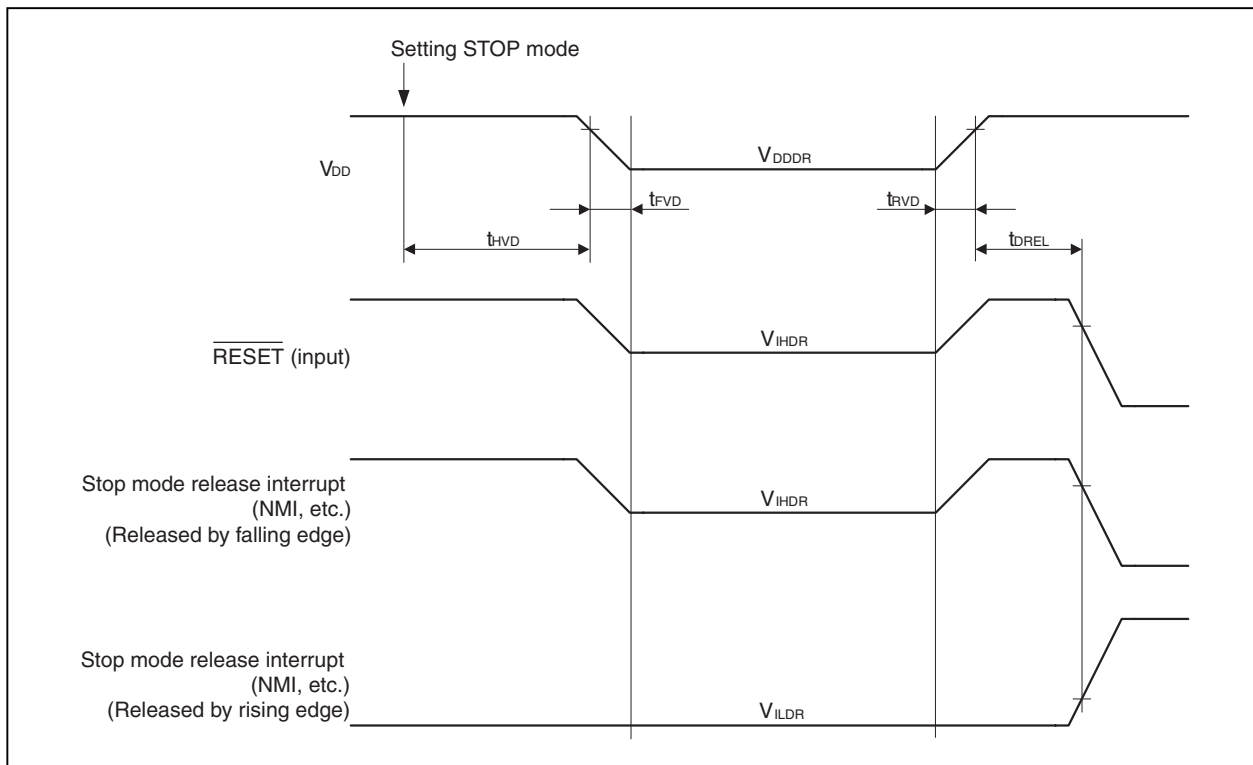 Setting STOP mode
VDD
VDDDR
tFVD
tRVD
tHVD
tDREL
RESET (input)
VIHDR
Stop mode release interrupt
(NMI, etc.)
(Released by falling edge)
VIHDR
Stop mode release interrupt
(NMI, etc.)
(Released by rising edge)
VILDR